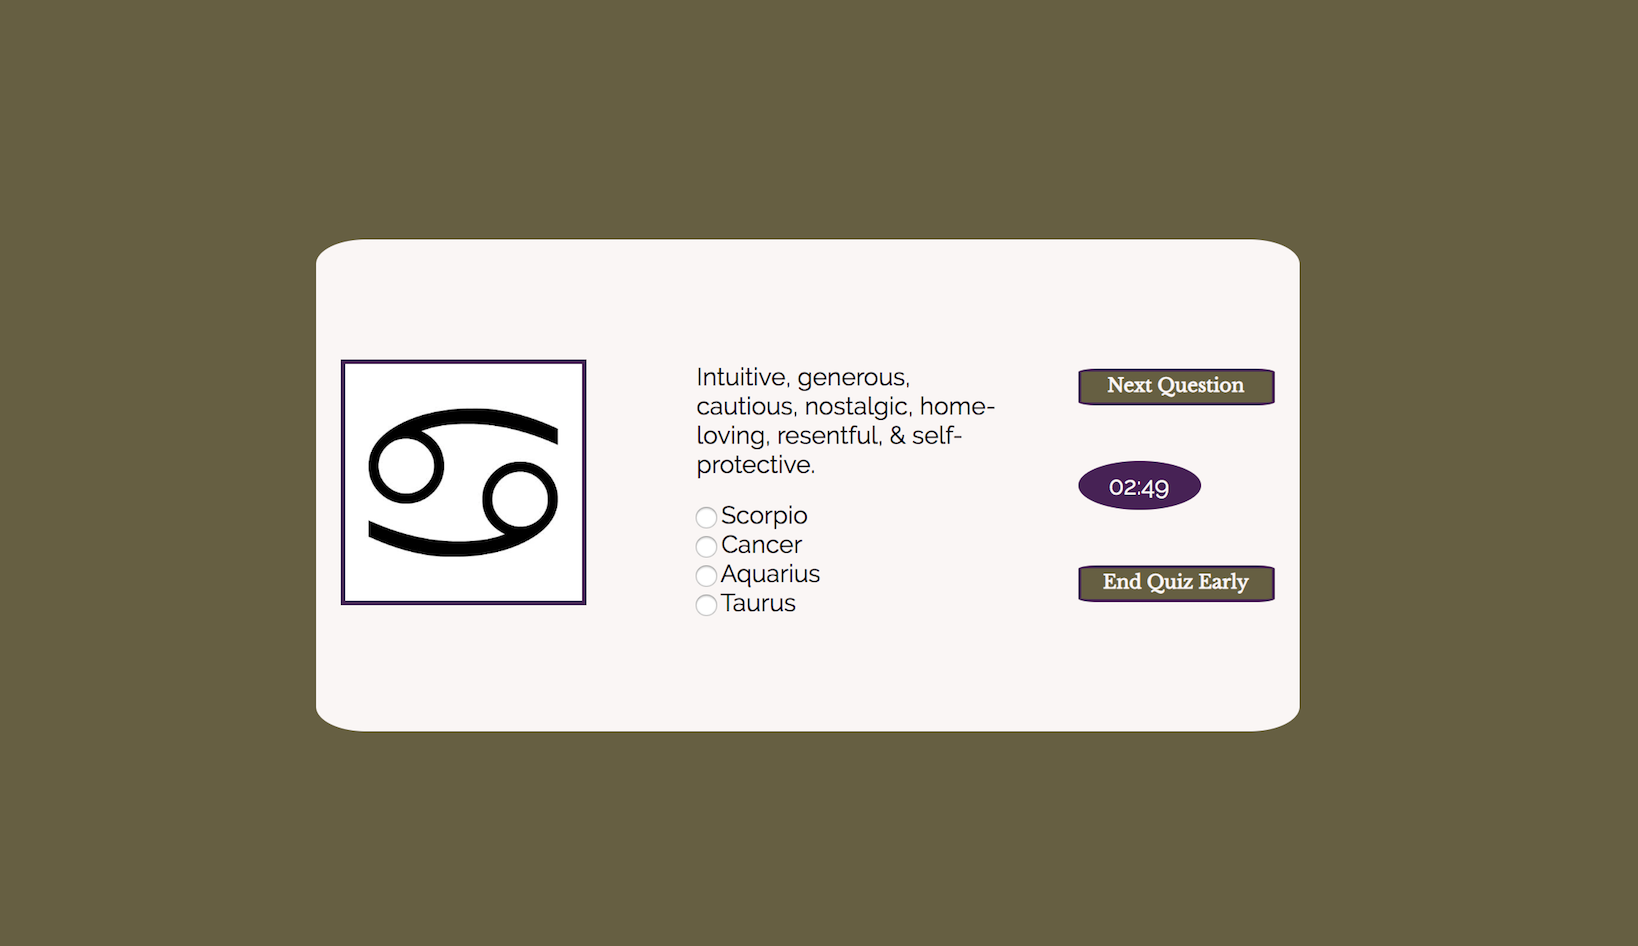 Intuitive, generous,
cautious, nostalgic, home-
loving, resentful, & self-
protective.
Scorpio
Cancer
Aquarius
Taurus
Next Question
02:49
End Quiz Early